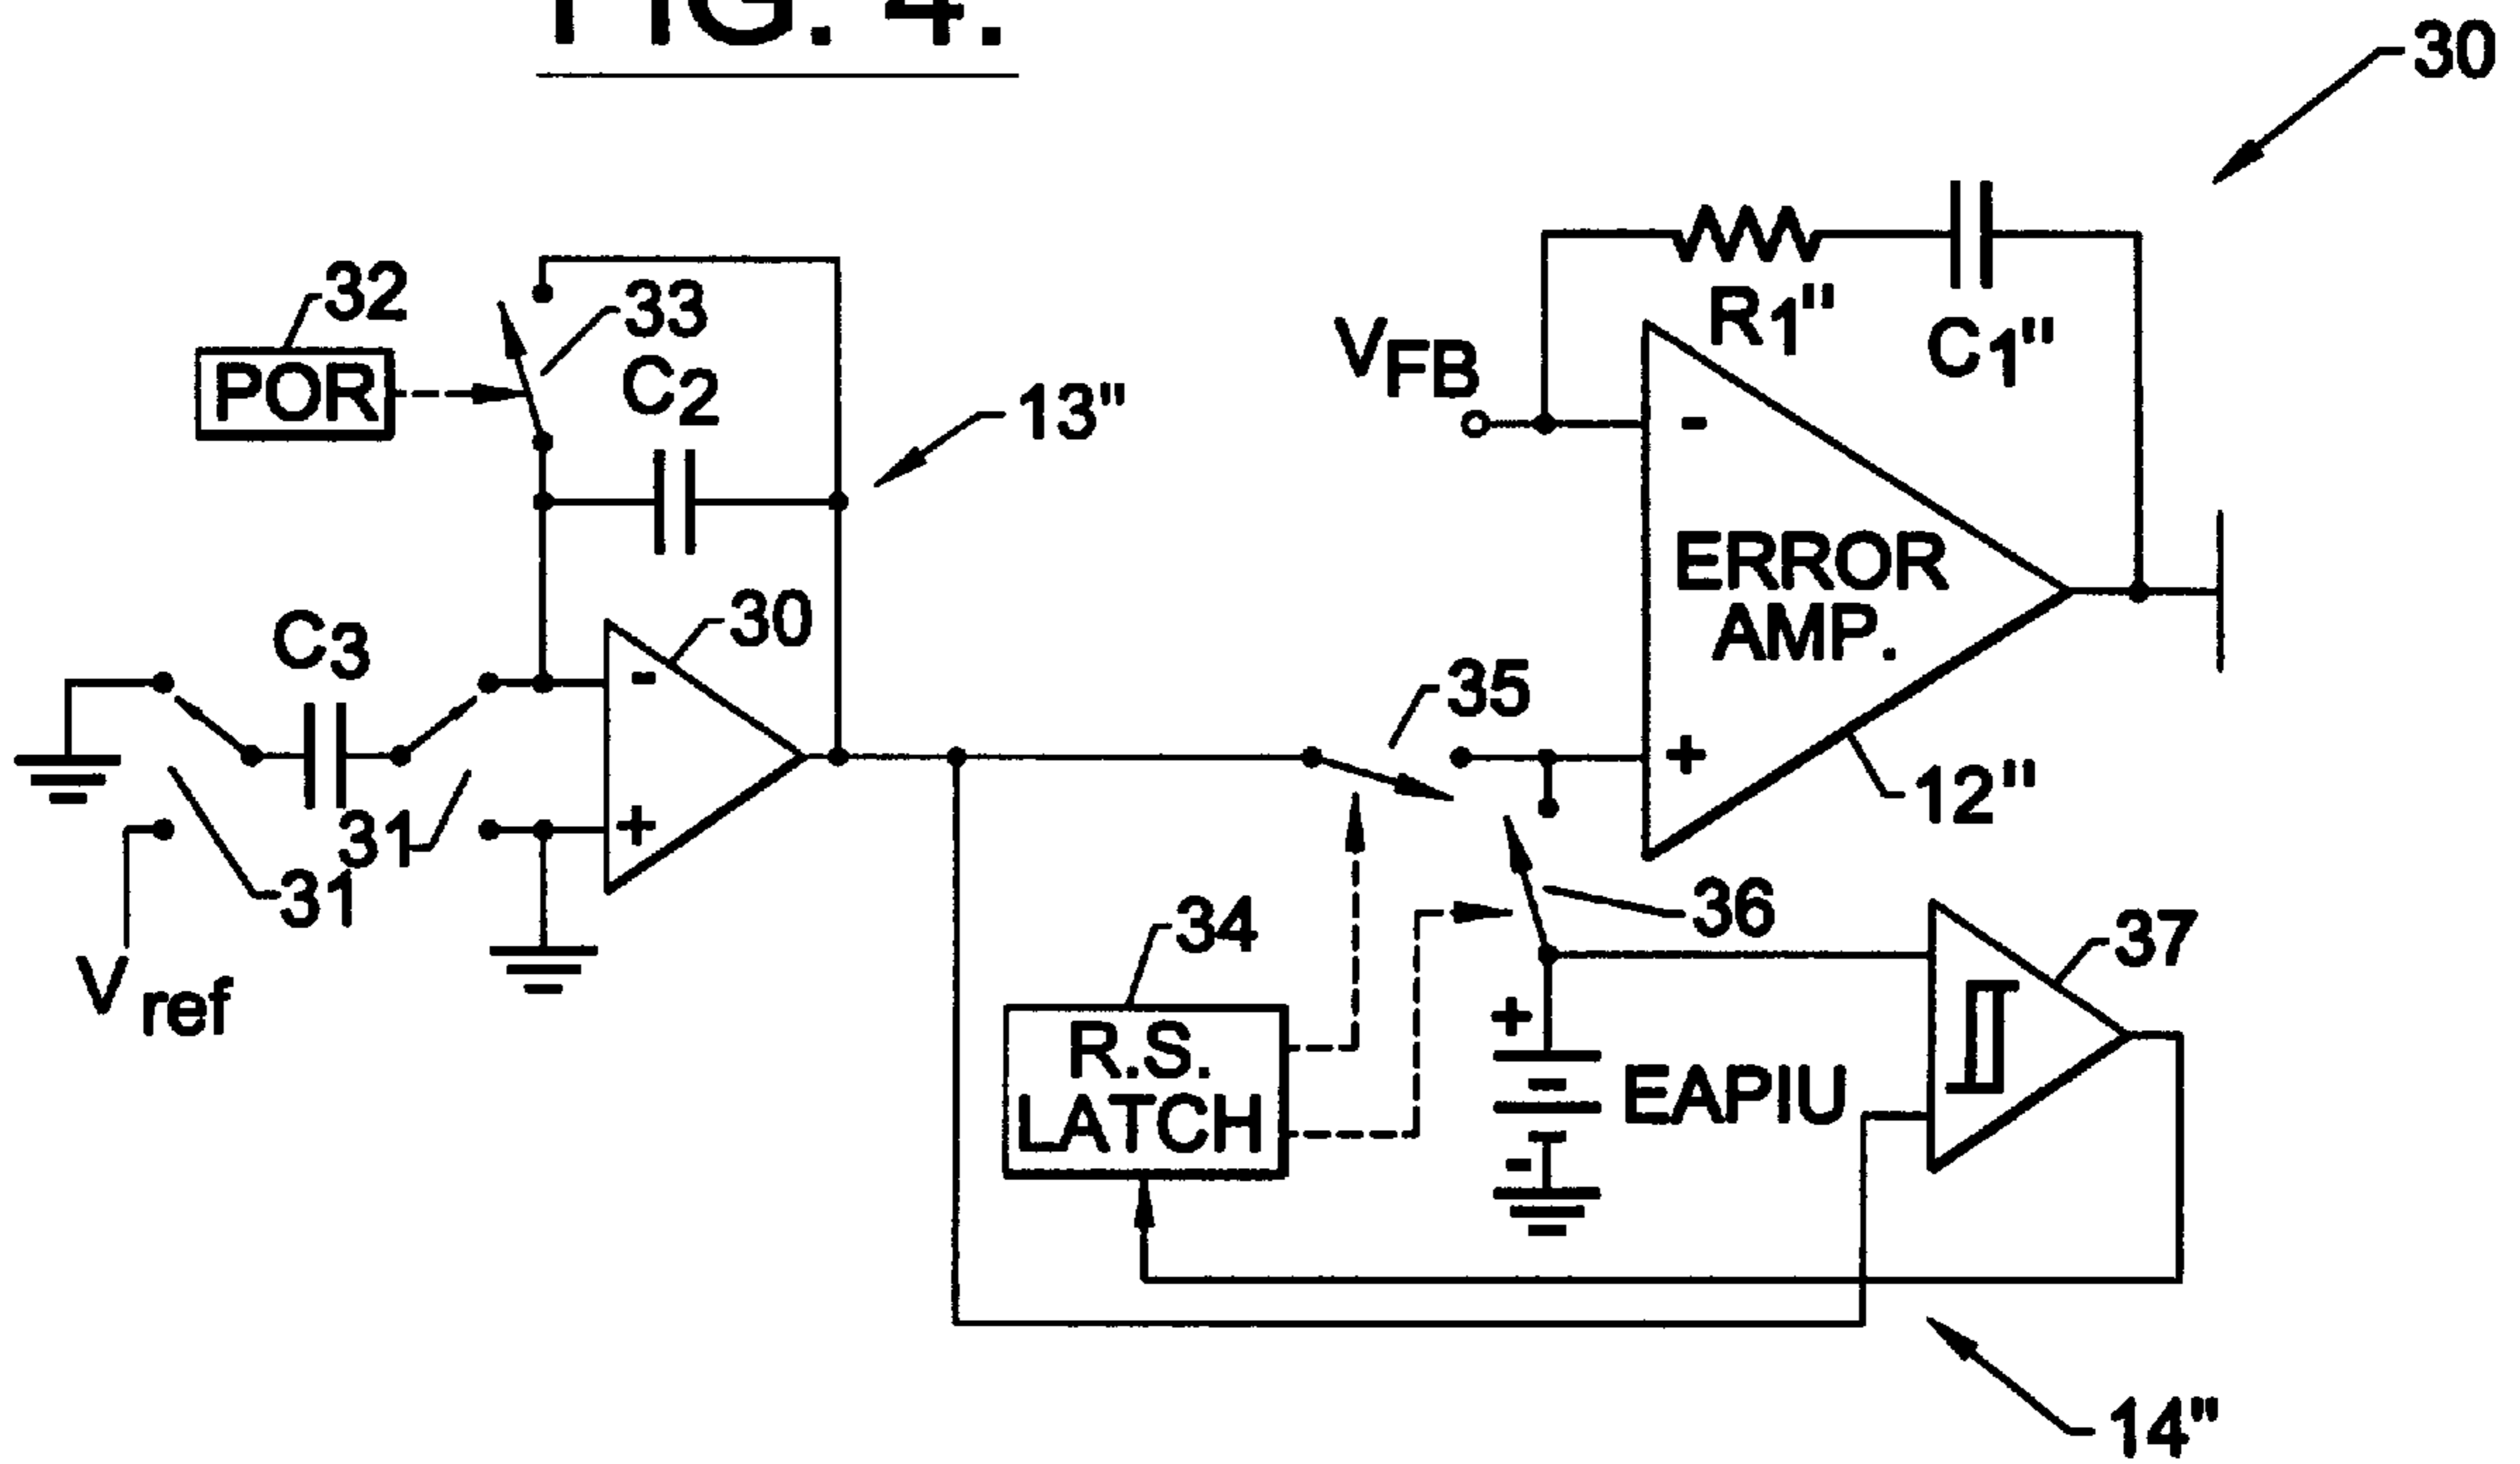 FIG. 4.
30
32
33
POR
C2
13"
R1"
C1"
VFB
-
ERROR
AMP.
+
12"
C3
30
-
+
31
31
Vref
35
34
R.S.
LATCH
36
37
+
EAPIU
-
14"